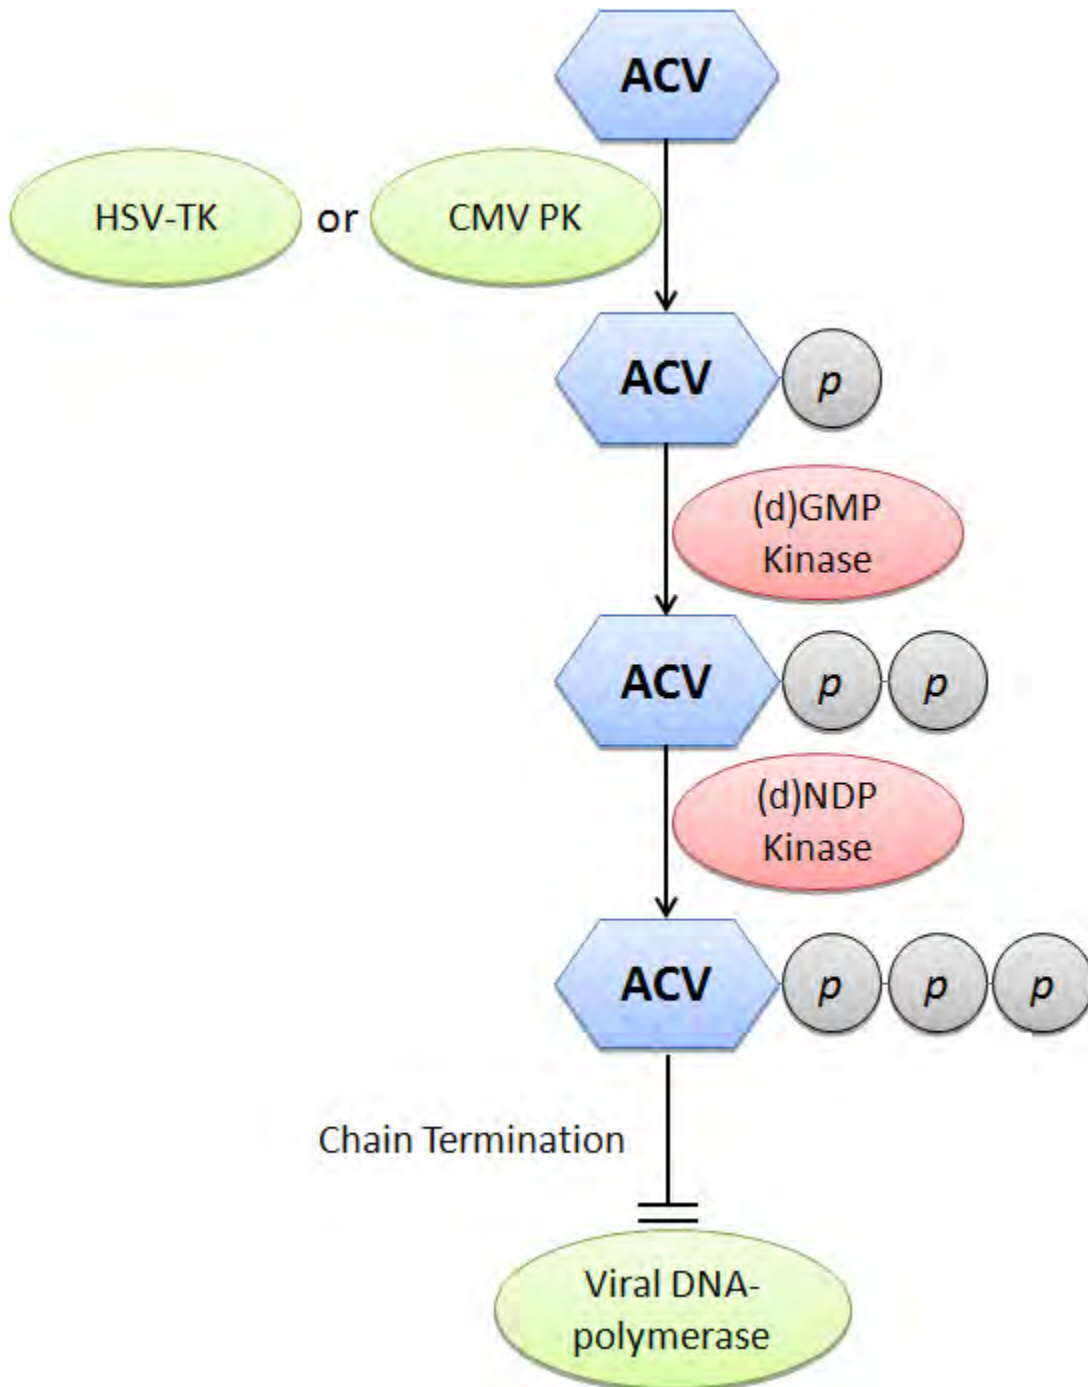 ACV
HSV-TK or CMV PK
ACV p
(d)GMP
Kinase
ACV p p
(d)NDP
Kinase
ACV p p p
Chain Termination
Viral DNA-
polymerase